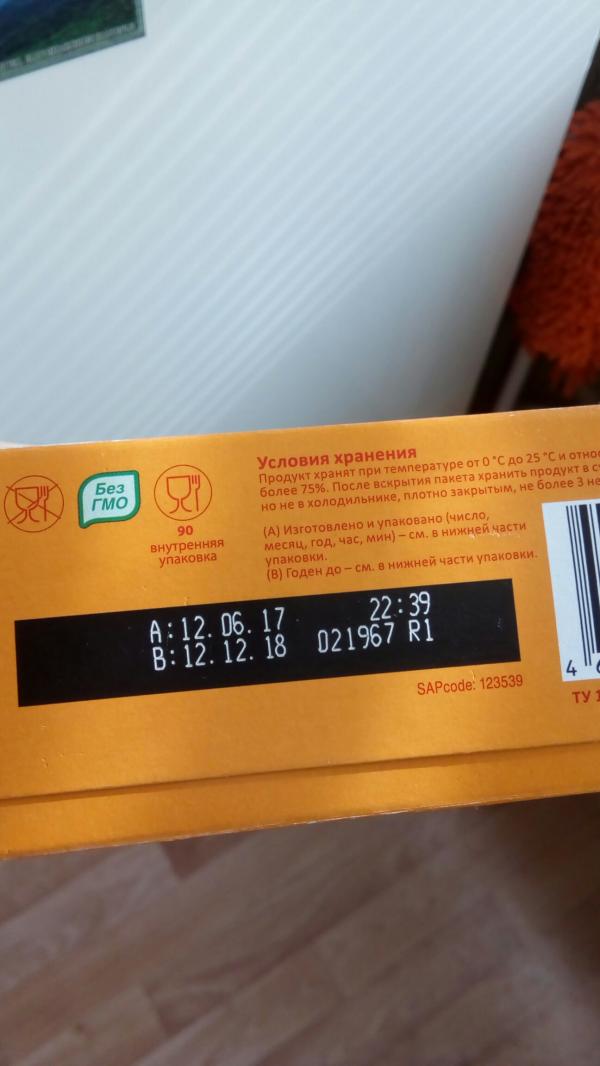 Без
ГМО
90
внутренняя
упаковка
Условия хранения
Продукт хранят при температуре от 0 °С до 25 °С и
более 75%. После вскрытия пакета хранить продукт в
но не в холодильнике, плотно закрытым, не более 3
(А) Изготовлено и упаковано (число,
месяц, год, час, мин) – см. в нижней части
упаковки.
(В) Годен до – см. в нижней части упаковки.
A:12.06.17 22:39
B:12.12.18 021967 R1
SAPcode: 123539
4
ТУ